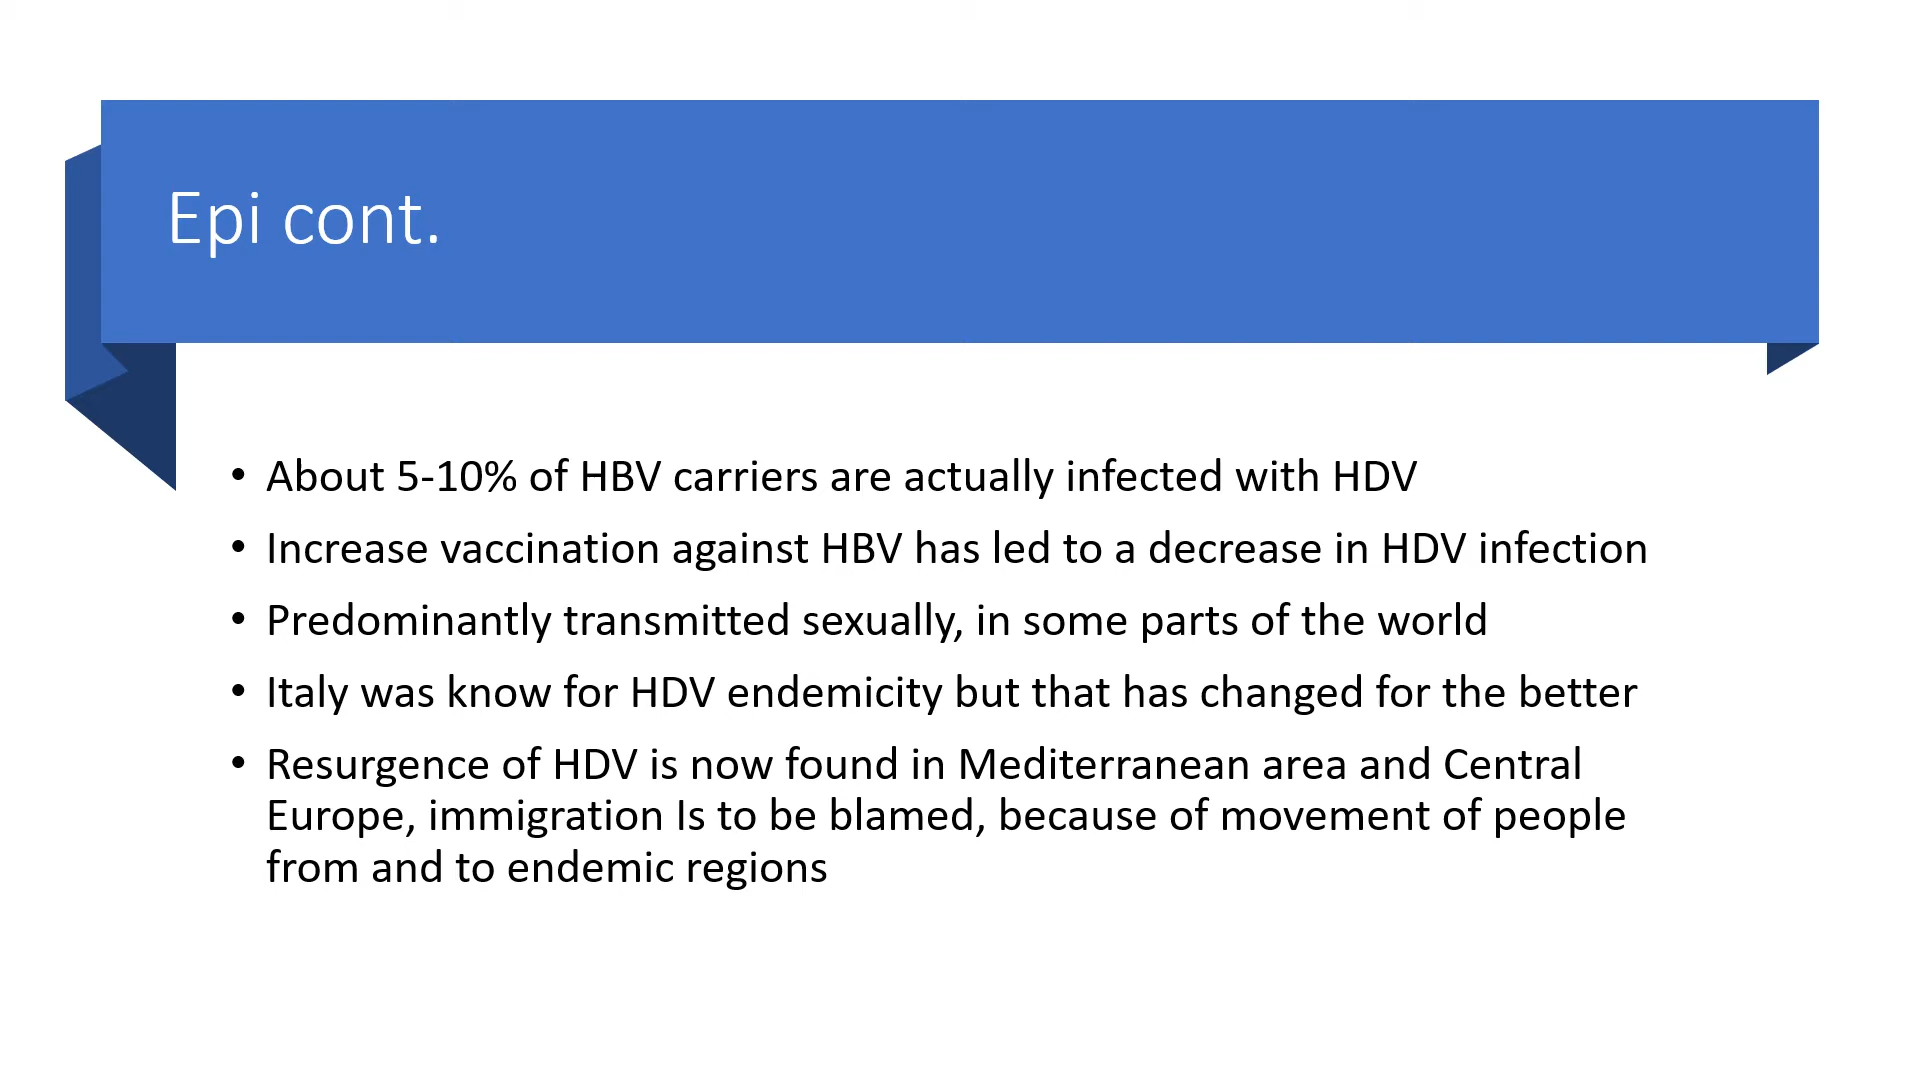 Epi cont.
• About 5-10% of HBV carriers are actually infected with HDV
• Increase vaccination against HBV has led to a decrease in HDV infection
• Predominantly transmitted sexually, in some parts of the world
• Italy was know for HDV endemicity but that has changed for the better
• Resurgence of HDV is now found in Mediterranean area and Central
Europe, immigration Is to be blamed, because of movement of people
from and to endemic regions